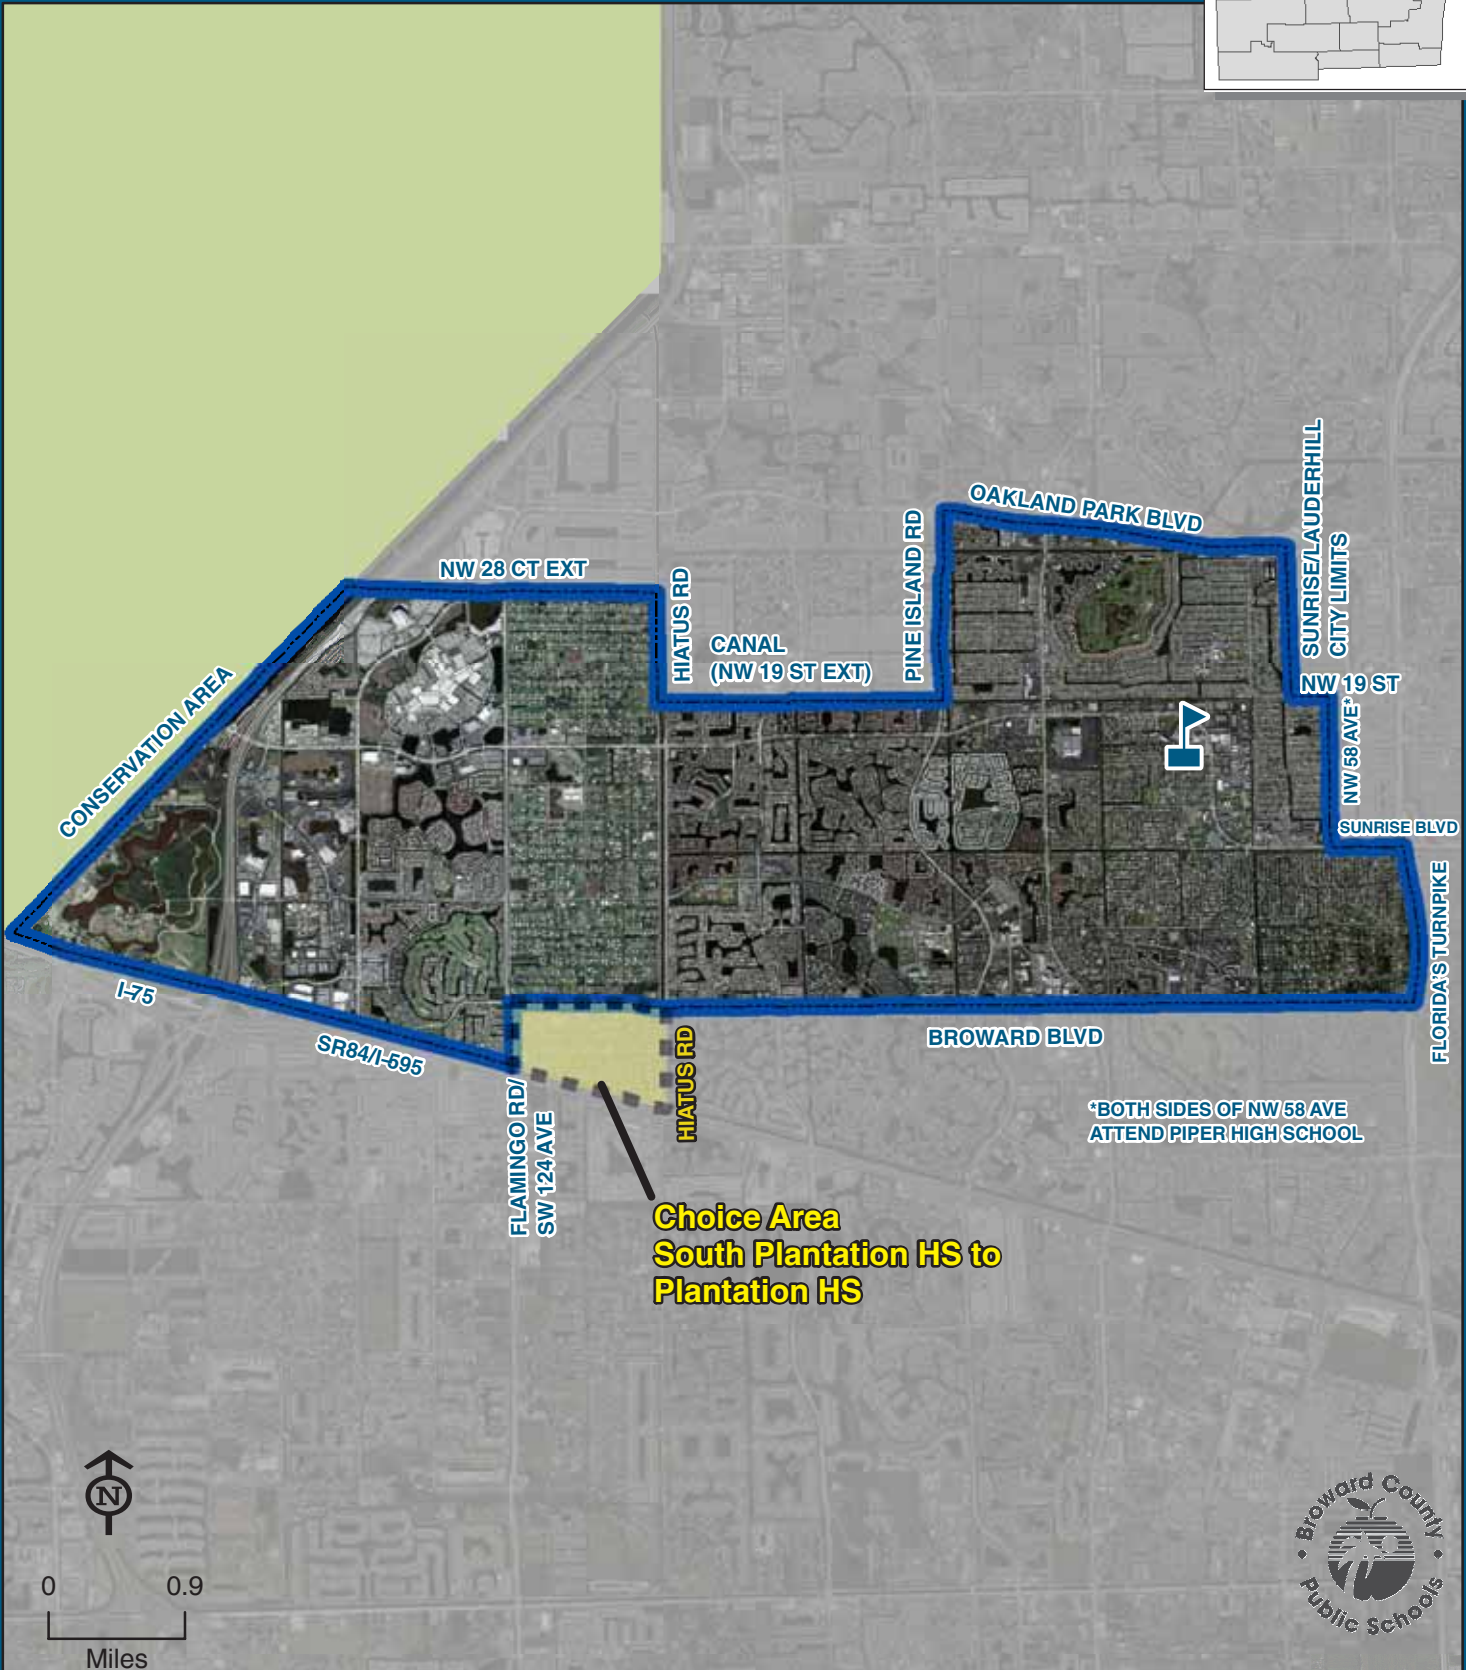 OAKLAND PARK BLVD
SUNRISE/LAUDERHILL
CITY LIMITS
PINE ISLAND RD
NW 28 CT EXT
HIATUS RD
CANAL
(NW 19 ST EXT)
NW 19 ST
CONSERVATION AREA
NW 58 AVE*
SUNRISE BLVD
FLORIDA'S TURNPIKE
I-75
SR84/I-595
BROWARD BLVD
HIATUS RD
FLAMINGO RD/
SW 124 AVE
*BOTH SIDES OF NW 58 AVE
ATTEND PIPER HIGH SCHOOL
Choice Area
South Plantation HS to
Plantation HS
N
0 0.9
Miles
Broward County
Public Schools